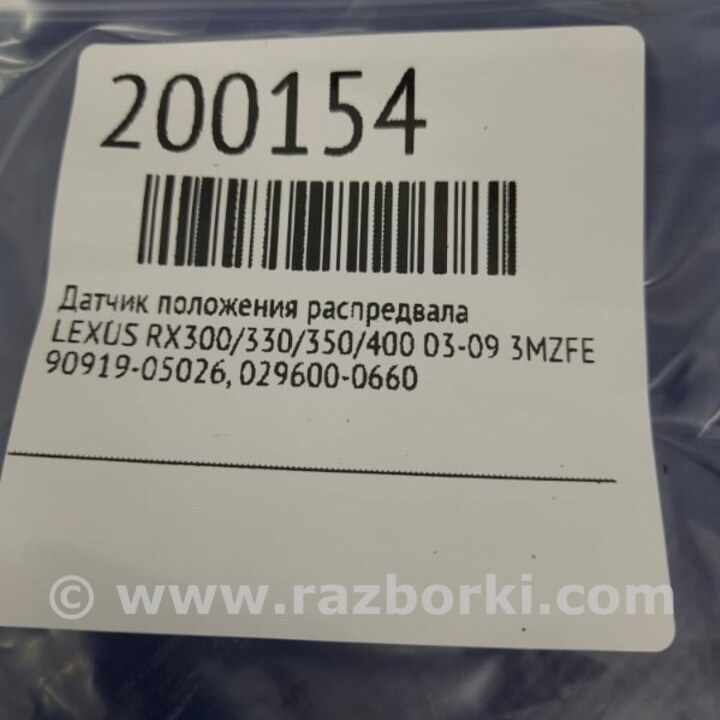 200154
Датчик положения распредвала
LEXUS RX300/330/350/400 03-09 3MZFE
90919-05026, 029600-0660
© www.razborki.com